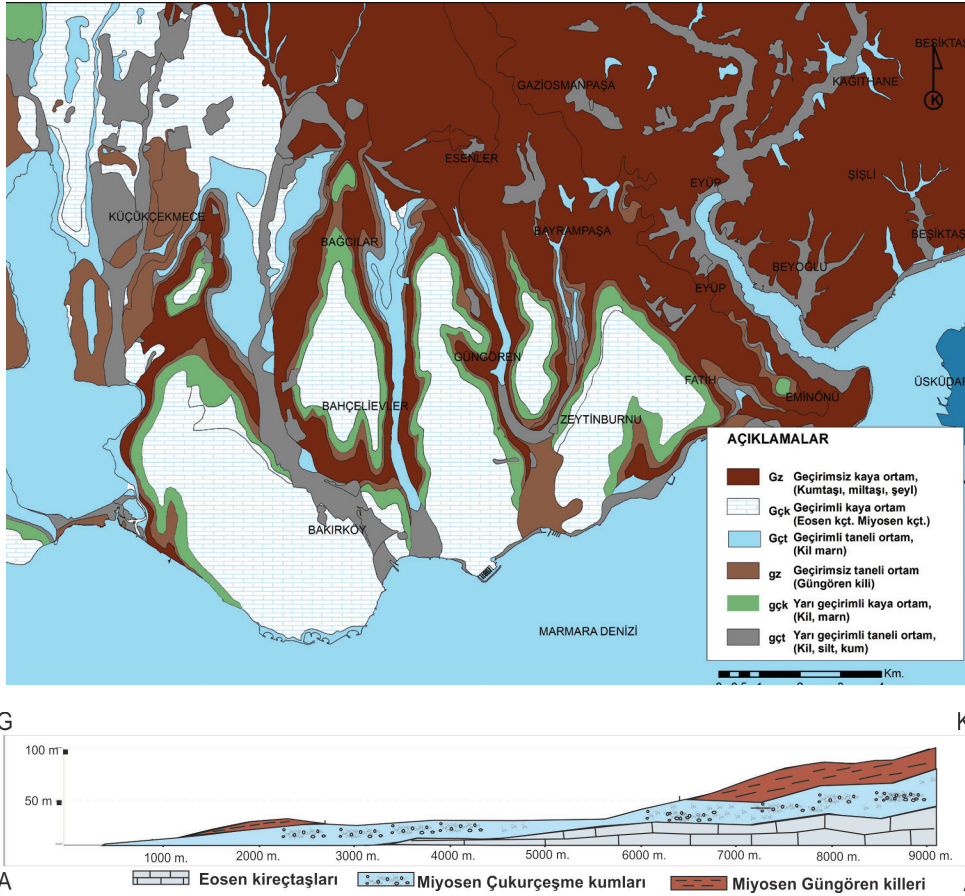 BEŞİKTAŞ
KAĞITHANE
GAZİOSMANPAŞA
K
ESENLER
EYÜP
ŞİŞLİ
KÜÇÜKÇEKMECE
BAĞCILAR
BAYRAMPAŞA
BEŞİKTAŞ
BEYOĞLU
EYÜP
GÜNGÖREN
FATİH
ÜSKÜDAR
EMİNÖNÜ
BAHÇELİEVLER
ZEYTİNBURNU
BAKIRKÖY
MARMARA DENİZİ
AÇIKLAMALAR
Gz Geçirimsiz kaya ortam,
(Kumtaşı, miltaşı, şeyl)
Gçk Geçirimli kaya ortam
(Eosen kçt. Miyosen kçt.)
Gçt Geçirimli taneli ortam,
(Kil marn)
gz Geçirimsiz taneli ortam
(Güngören kili)
gçk Yarı geçirimli kaya ortam,
(Kil, marn)
gçt Yarı geçirimli taneli ortam,
(Kil, silt, kum)
Km.
G K
100 m
50 m
1000 m. 2000 m. 3000 m. 4000 m. 5000 m. 6000 m. 7000 m. 8000 m. 9000 m.
A Eosen kireçtaşları Miyosen Çukurçeşme kumları Miyosen Güngören killeri